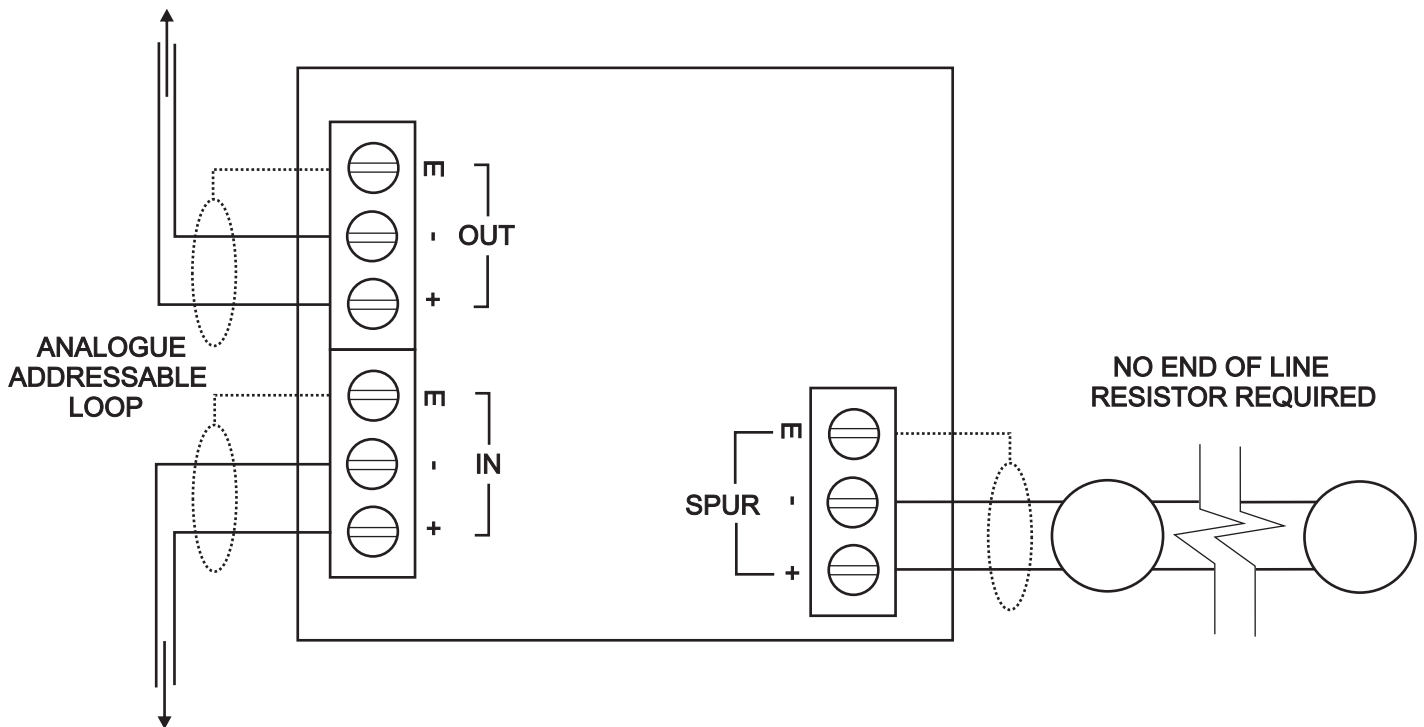 E
-
OUT
+
ANALOGUE
ADDRESSABLE
LOOP
E
-
IN
+
NO END OF LINE
RESISTOR REQUIRED
E
-
SPUR
+